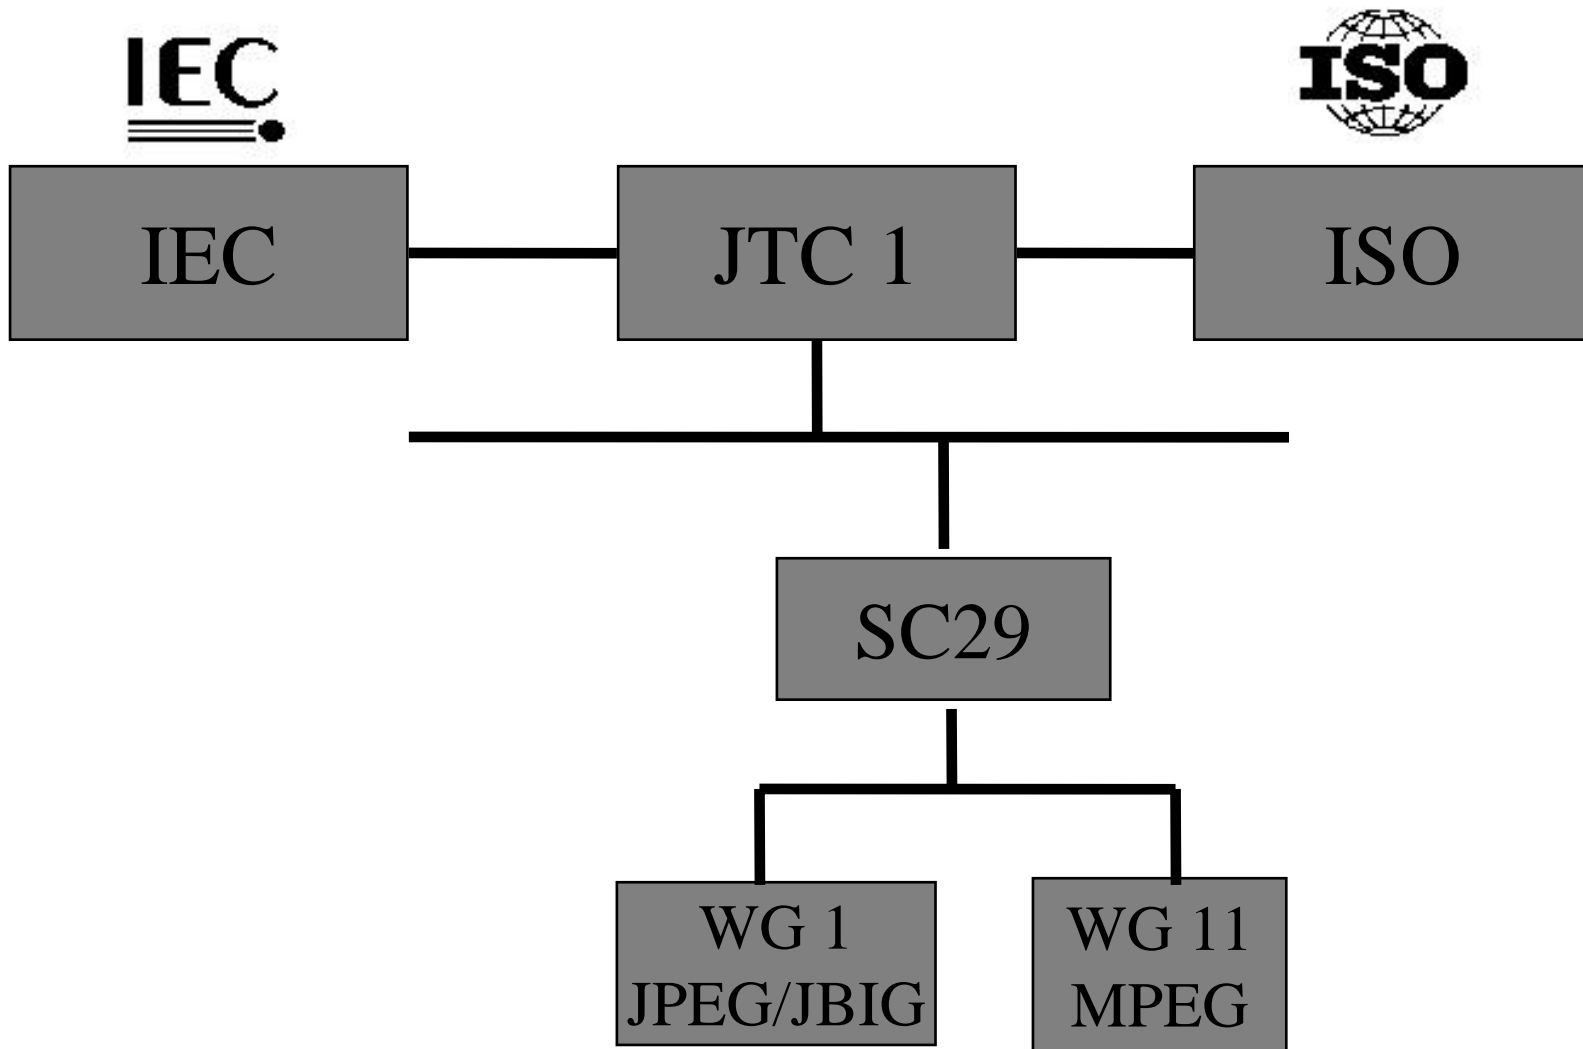 IEC
ISO
IEC
JTC 1
ISO
SC29
WG 1
JPEG/JBIG
WG 11
MPEG